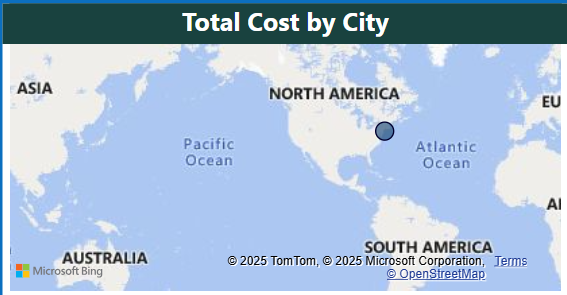 Total Cost by City
ASIA
NORTH AMERICA
EU
Pacific
Ocean
Atlantic
Ocean
AF
AUSTRALIA
SOUTH AMERICA
Microsoft Bing
© 2025 TomTom, © 2025 Microsoft Corporation, Terms
© OpenStreetMap